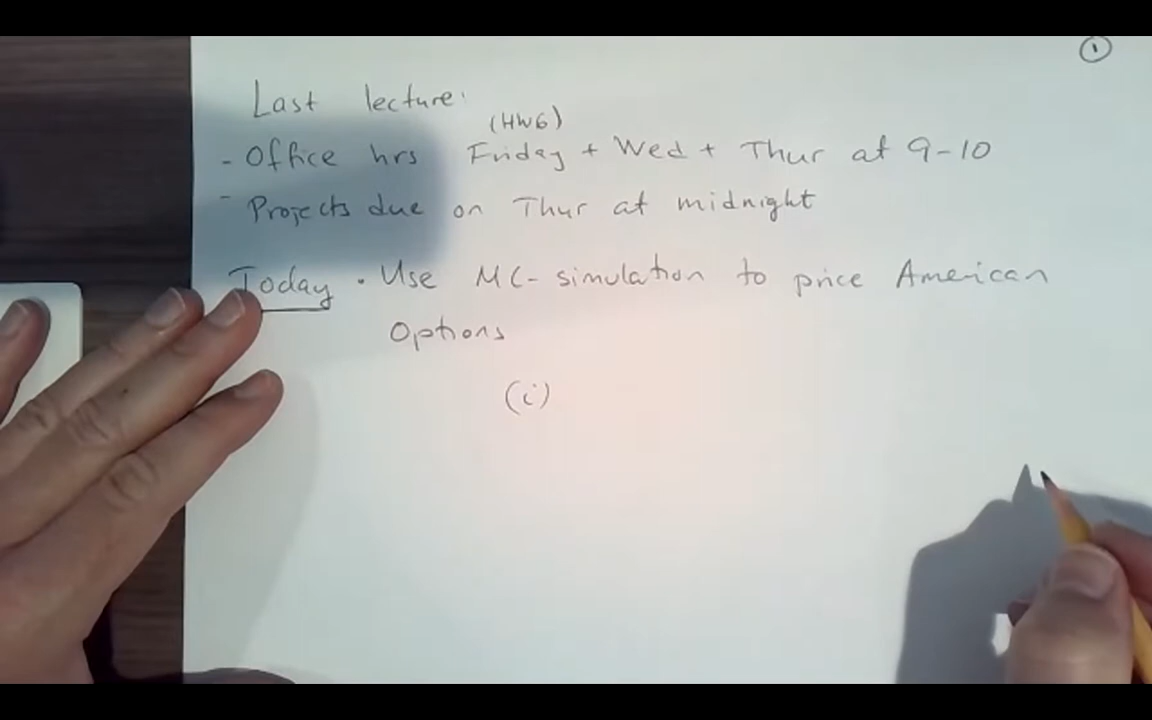 ①
Last lecture:
(HW6)
- Office hrs Friday + Wed + Thur at 9-10
- Projects due on Thur at midnight
Today • Use MC-simulation to price American
Options
(i)